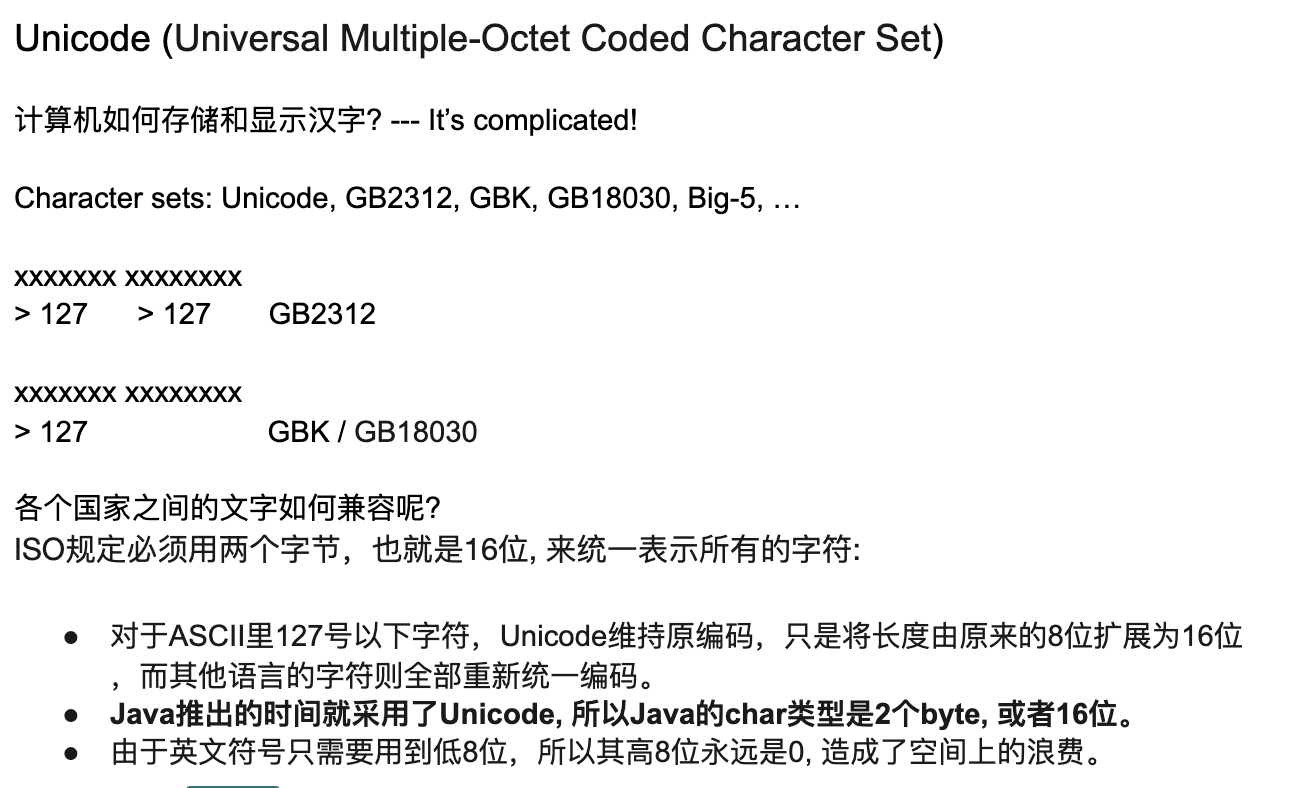 Unicode (Universal Multiple-Octet Coded Character Set)
计算机如何存储和显示汉字? --- It’s complicated!
Character sets: Unicode, GB2312, GBK, GB18030, Big-5, …
xxxxxxx xxxxxxxx
> 127 > 127 GB2312
xxxxxxx xxxxxxxx
> 127 GBK / GB18030
各个国家之间的文字如何兼容呢?
ISO规定必须用两个字节，也就是16位, 来统一表示所有的字符:
● 对于ASCII里127号以下字符，Unicode维持原编码，只是将长度由原来的8位扩展为16位
，而其他语言的字符则全部重新统一编码。
● Java推出的时间就采用了Unicode, 所以Java的char类型是2个byte, 或者16位。
● 由于英文符号只需要用到低8位，所以其高8位永远是0, 造成了空间上的浪费。